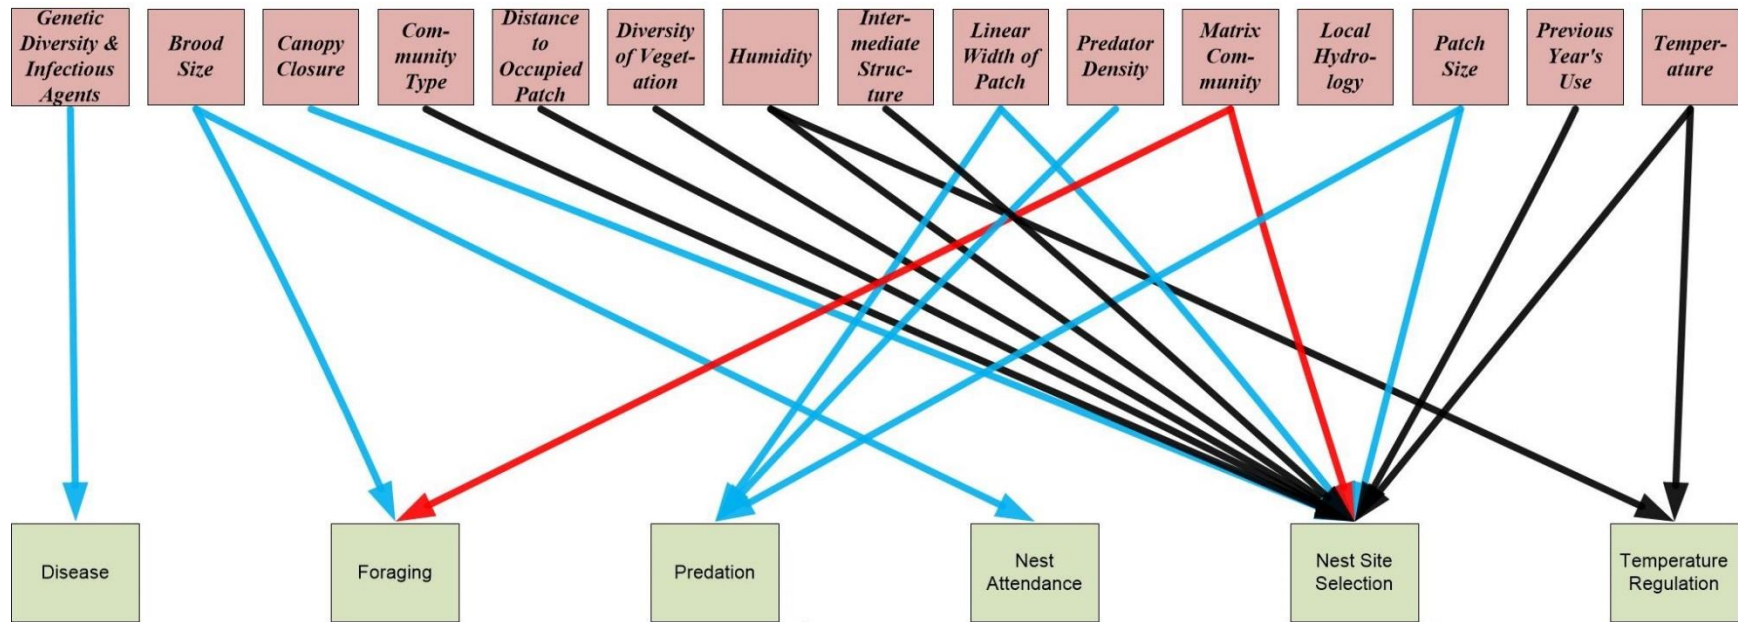 Genetic
Diversity &
Infectious
Agents
Brood
Size
Canopy
Closure
Com-
munity
Type
Distance
to
Occupied
Patch
Diversity
of Veget-
ation
Humidity
Inter-
mediate
Struc-
ture
Linear
Width of
Patch
Predator
Density
Matrix
Com-
munity
Local
Hydro-
logy
Patch
Size
Previous
Year's
Use
Temper-
ature
Disease
Foraging
Predation
Nest
Attendance
Nest Site
Selection
Temperature
Regulation